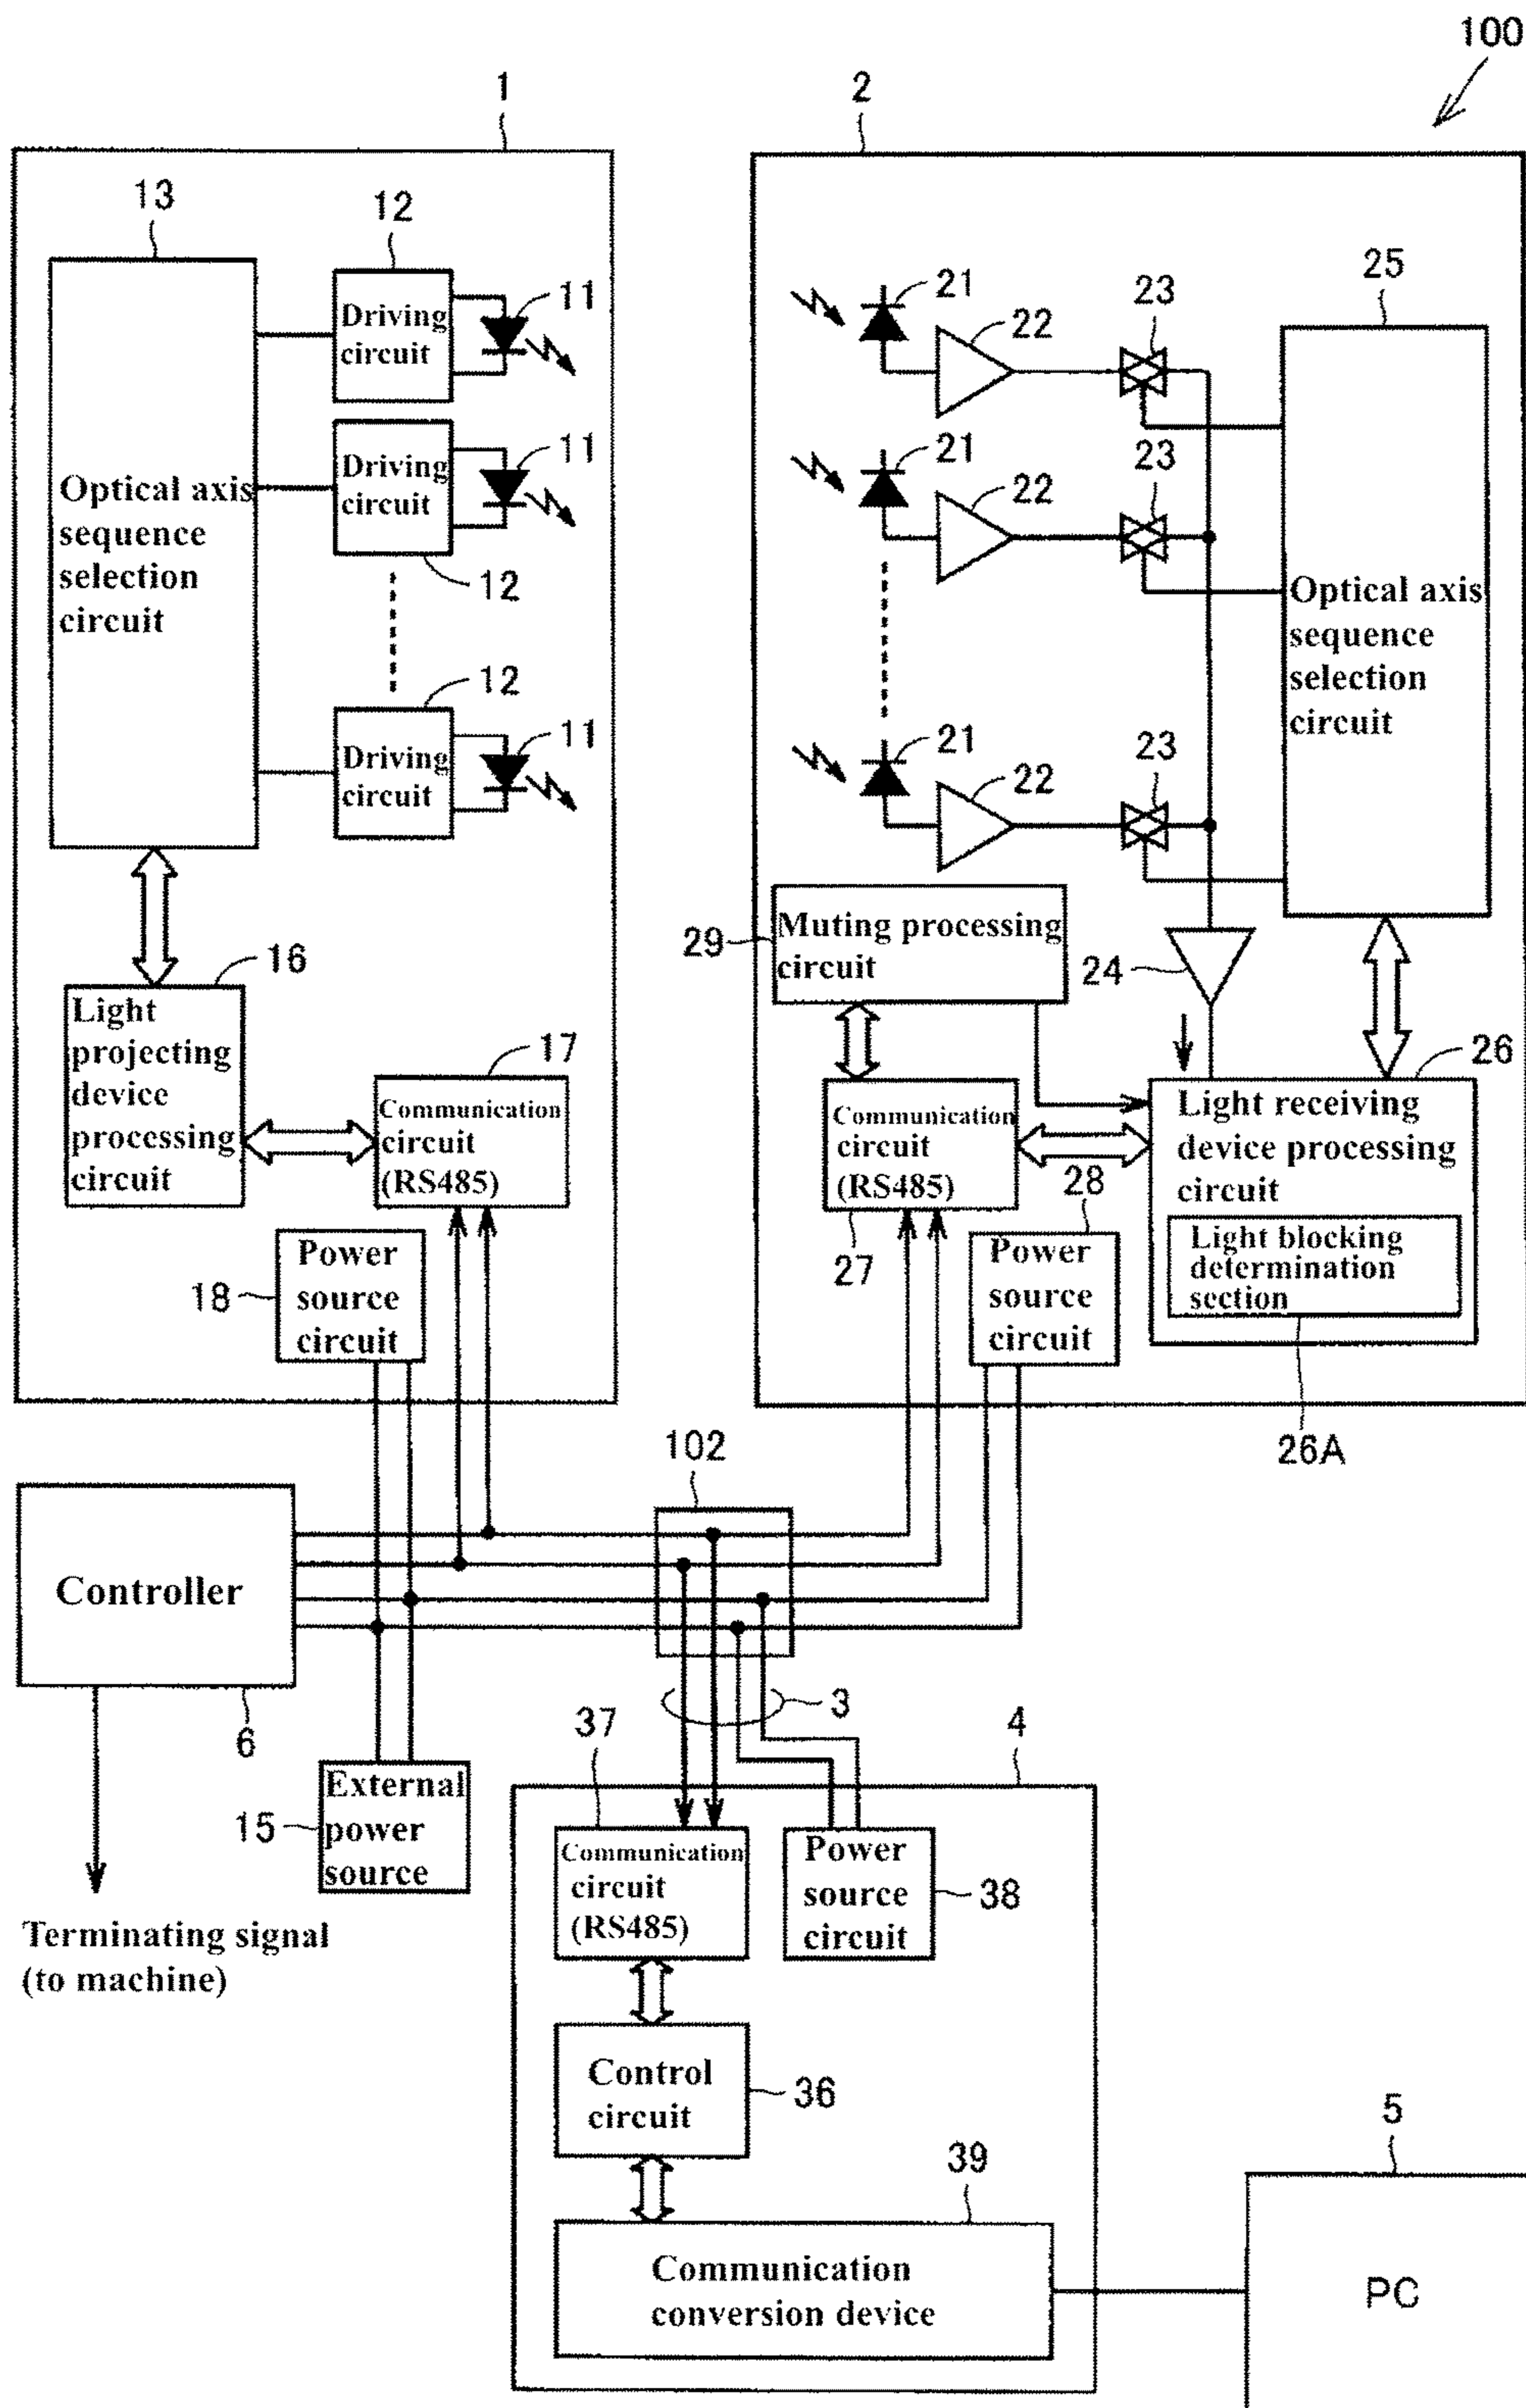 100
1
2
13
12
11
Driving
circuit
11
Driving
circuit
12
Optical axis
sequence
selection
circuit
12
11
Driving
circuit
21
22
23
25
21
22
23
Optical axis
sequence
selection
circuit
21
22
23
29
Muting processing
circuit
24
16
Light
projecting
device
processing
circuit
17
Communication
circuit
(RS485)
26
Communication
circuit
(RS485)
27
Light receiving
device processing
circuit
Light blocking
determination
section
26A
28
Power
source
circuit
18
Power
source
circuit
102
Controller
6
3
15
External
power
source
Terminating signal
(to machine)
4
37
Communication
circuit
(RS485)
Power
source
circuit
38
Control
circuit
36
39
Communication
conversion device
5
PC